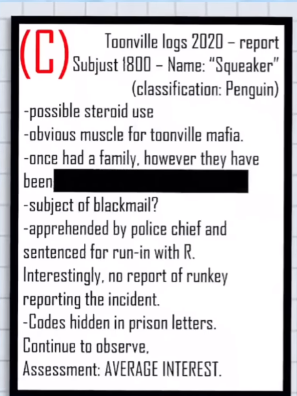 (C)
Toonville logs 2020 – report
Subjust 1800 – Name: "Squeaker"
(classification: Penguin)
-possible steroid use
-obvious muscle for toonville mafia.
-once had a family, however they have
been
-subject of blackmail?
-apprehended by police chief and
sentenced for run-in with R.
Interestingly, no report of runkey
reporting the incident.
-Codes hidden in prison letters.
Continue to observe,
Assessment: AVERAGE INTEREST.